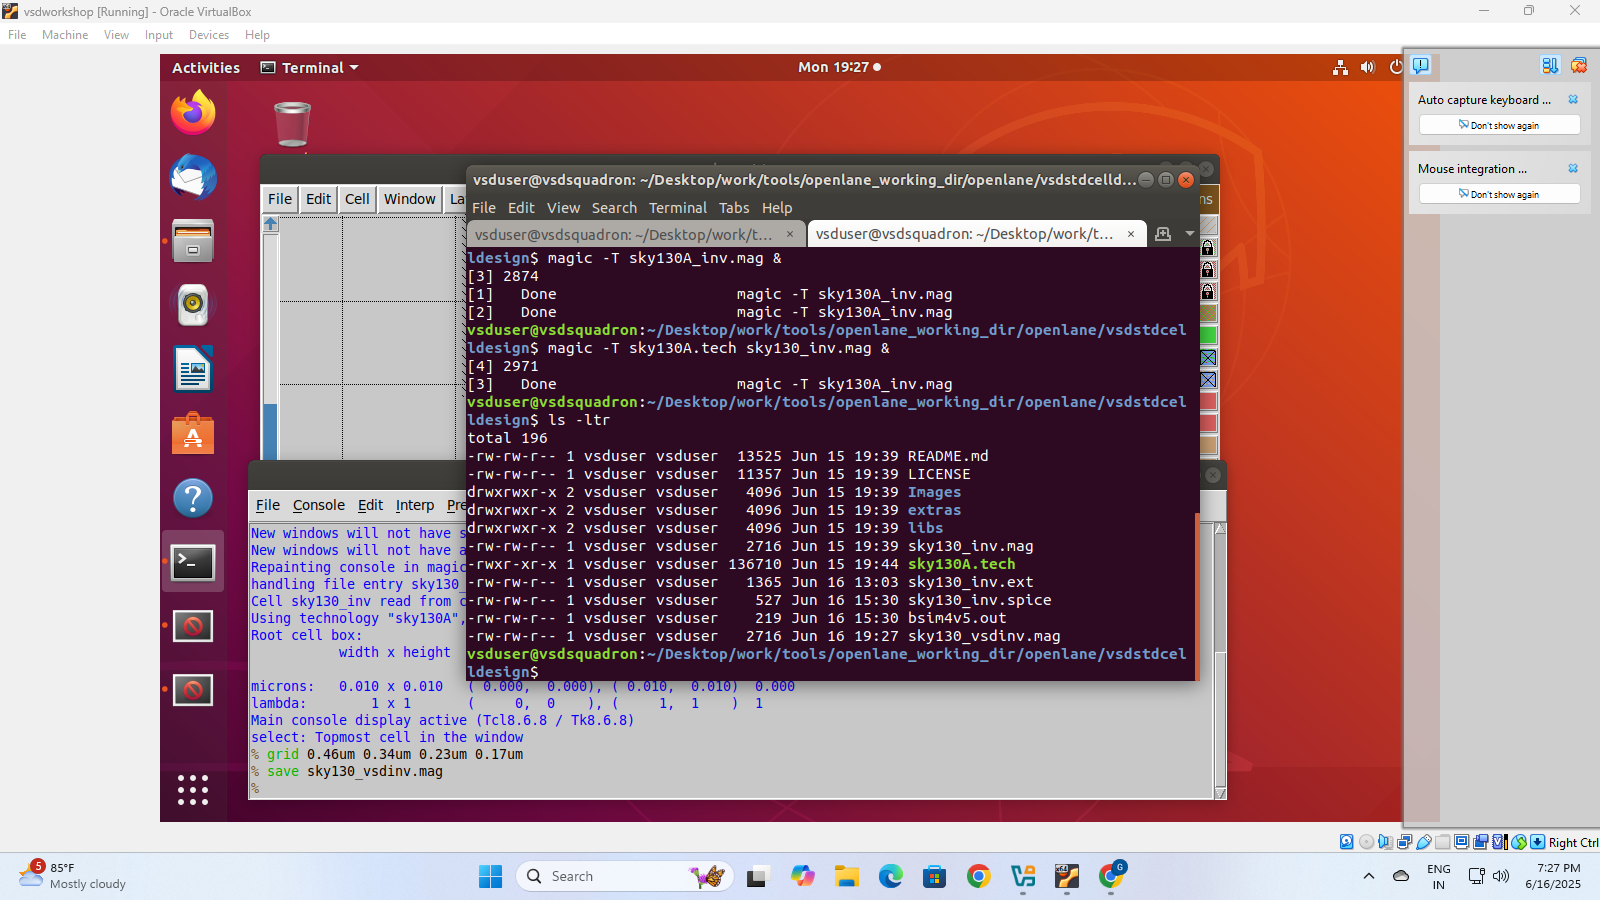 vsdworkshop [Running] - Oracle VirtualBox
File Machine View Input Devices Help
Activities Terminal Mon 19:27
Auto capture keyboard ...
Don't show again
Mouse integration ...
Don't show again
File Edit Cell Window La
ns
vsduser@vsdsquadron: ~/Desktop/work/tools/openlane_working_dir/openlane/vsdstdcelld...
File Edit View Search Terminal Tabs Help
vsduser@vsdsquadron: ~/Desktop/work/t... × vsduser@vsdsquadron: ~/Desktop/work/t... ×
ldesign$ magic -T sky130A_inv.mag &
[3] 2874
[1]   Done                    magic -T sky130A_inv.mag
[2]   Done                    magic -T sky130A_inv.mag
vsduser@vsdsquadron:~/Desktop/work/tools/openlane_working_dir/openlane/vsdstdcel
ldesign$ magic -T sky130A.tech sky130_inv.mag &
[4] 2971
[3]   Done                    magic -T sky130A_inv.mag
vsduser@vsdsquadron:~/Desktop/work/tools/openlane_working_dir/openlane/vsdstdcel
ldesign$ ls -ltr
total 196
-rw-rw-r-- 1 vsduser vsduser  13525 Jun 15 19:39 README.md
-rw-rw-r-- 1 vsduser vsduser  11357 Jun 15 19:39 LICENSE
drwxrwxr-x 2 vsduser vsduser   4096 Jun 15 19:39 Images
drwxrwxr-x 2 vsduser vsduser   4096 Jun 15 19:39 extras
drwxrwxr-x 2 vsduser vsduser   4096 Jun 15 19:39 libs
-rw-rw-r-- 1 vsduser vsduser   2716 Jun 15 19:39 sky130_inv.mag
-rwxr-xr-x 1 vsduser vsduser 136710 Jun 15 19:44 sky130A.tech
-rw-rw-r-- 1 vsduser vsduser   1365 Jun 16 13:03 sky130_inv.ext
-rw-rw-r-- 1 vsduser vsduser    527 Jun 16 15:30 sky130_inv.spice
-rw-rw-r-- 1 vsduser vsduser    219 Jun 16 15:30 bsim4v5.out
-rw-rw-r-- 1 vsduser vsduser   2716 Jun 16 19:27 sky130_vsdinv.mag
vsduser@vsdsquadron:~/Desktop/work/tools/openlane_working_dir/openlane/vsdstdcel
ldesign$
File Console Edit Interp Pre
New windows will not have s
New windows will not have a
Repainting console in magic
handling file entry sky130_
Cell sky130_inv read from c
Using technology "sky130A",
Root cell box:
width x height
microns:   0.010 x 0.010   ( 0.000,  0.000), ( 0.010,  0.010)  0.000
lambda:       1 x 1       (     0,  0    ), (     1,  1    )  1
Main console display active (Tcl8.6.8 / Tk8.6.8)
select: Topmost cell in the window
% grid 0.46um 0.34um 0.23um 0.17um
% save sky130_vsdinv.mag
%
Right Ctrl
5
85°F
Mostly cloudy
Search
G
ENG
IN
7:27 PM
6/16/2025